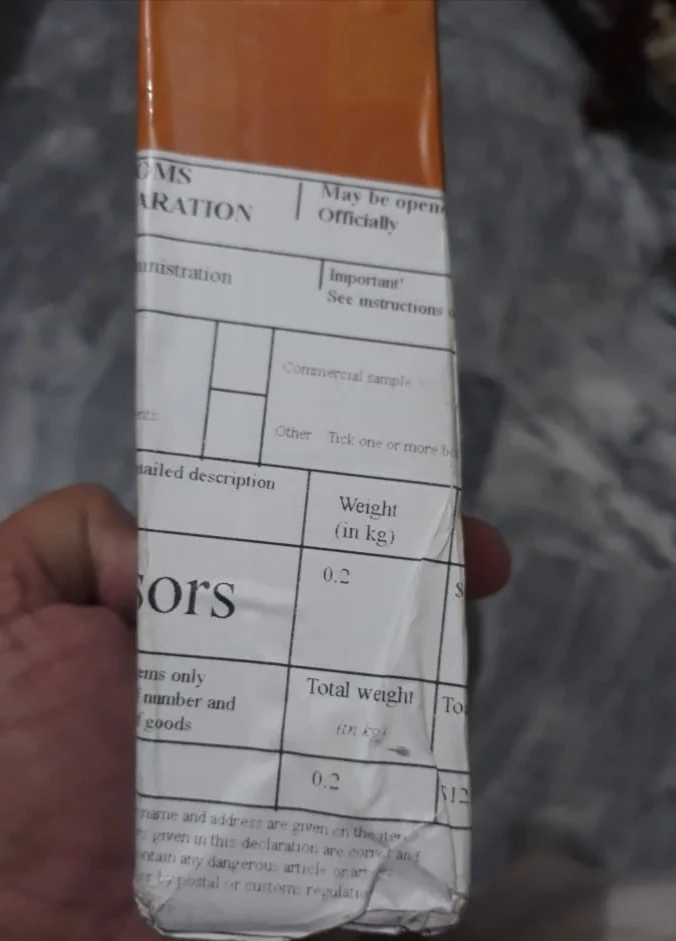 OMS
ARATION
May be open
Officially
nistration
Important!
See instructions
Commercial sample
Other Tick one or more
ailed description
Weight
(in kg)
sors
0.2
$
ems only
number and
goods
Total weight
(in kg)
To
0.2
$12
name and address are given on the
given in this declaration are correct and
ntain any dangerous article or
by postal or customs regulatio